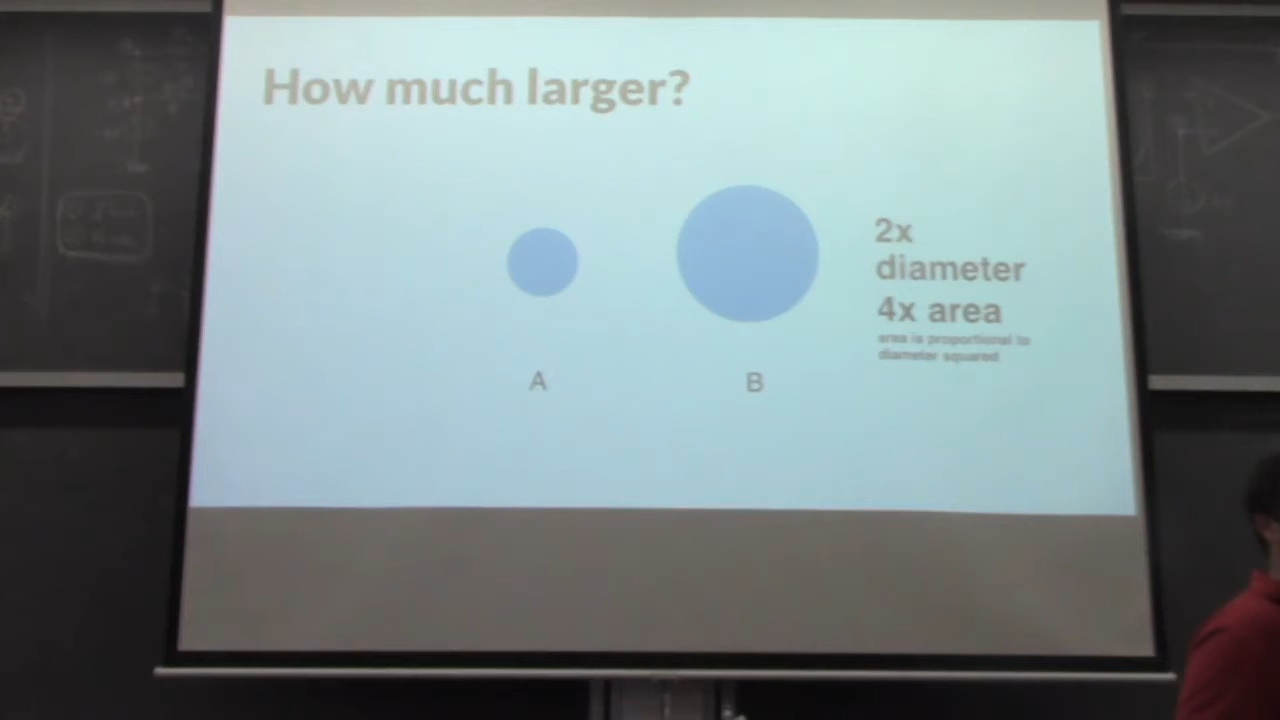 How much larger?
2x
diameter
4x area
area is proportional to
diameter squared
A
B